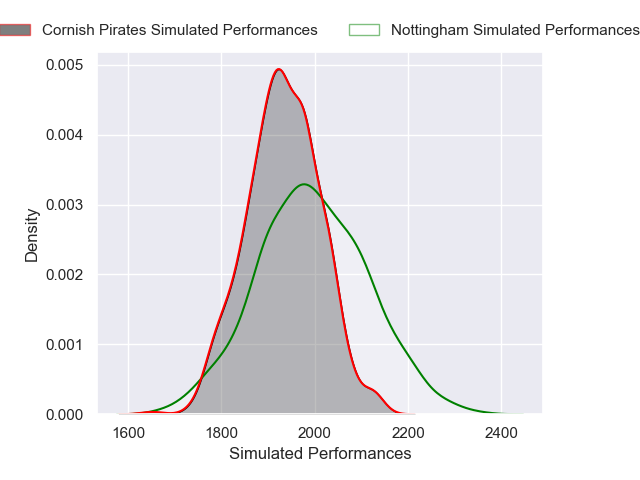 Cornish Pirates Simulated Performances
Nottingham Simulated Performances
0.005
0.004
0.003
0.002
0.001
0.000
Density
1600
1800
2000
2200
2400
Simulated Performances